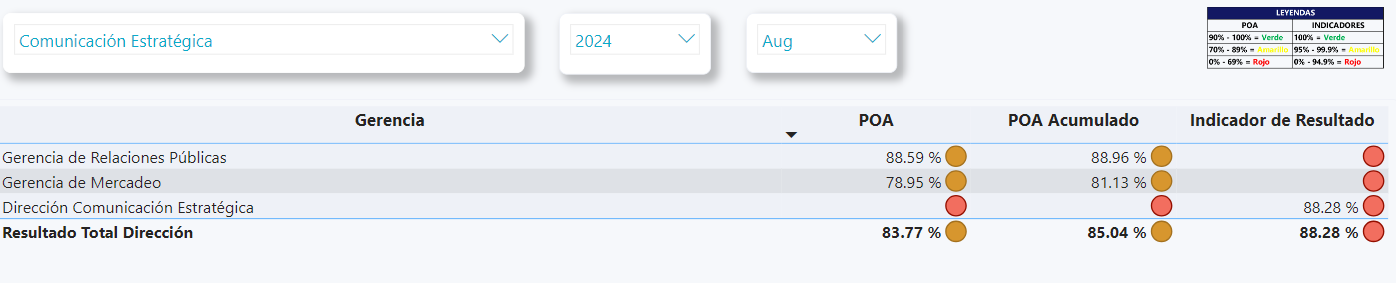 Comunicación Estratégica
2024
Aug
LEYENDAS
POA INDICADORES
90% - 100% = Verde 100% = Verde
70% - 89% = Amarillo 95% - 99.9% = Amarillo
0% - 69% = Rojo 0% - 94.9% = Rojo
Gerencia POA POA Acumulado Indicador de Resultado
Gerencia de Relaciones Públicas 88.59 % 88.96 %
Gerencia de Mercadeo 78.95 % 81.13 %
Dirección Comunicación Estratégica 88.28 %
Resultado Total Dirección 83.77 % 85.04 % 88.28 %